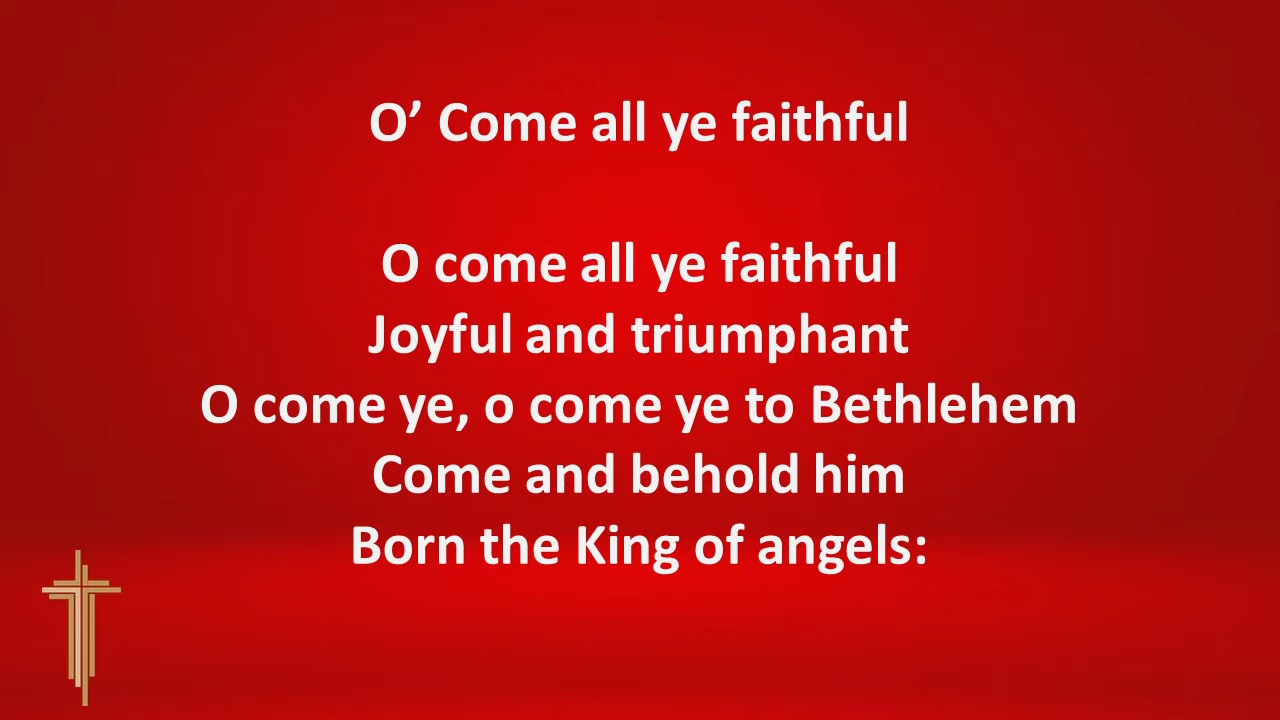 O’ Come all ye faithful
O come all ye faithful
Joyful and triumphant
O come ye, o come ye to Bethlehem
Come and behold him
Born the King of angels: